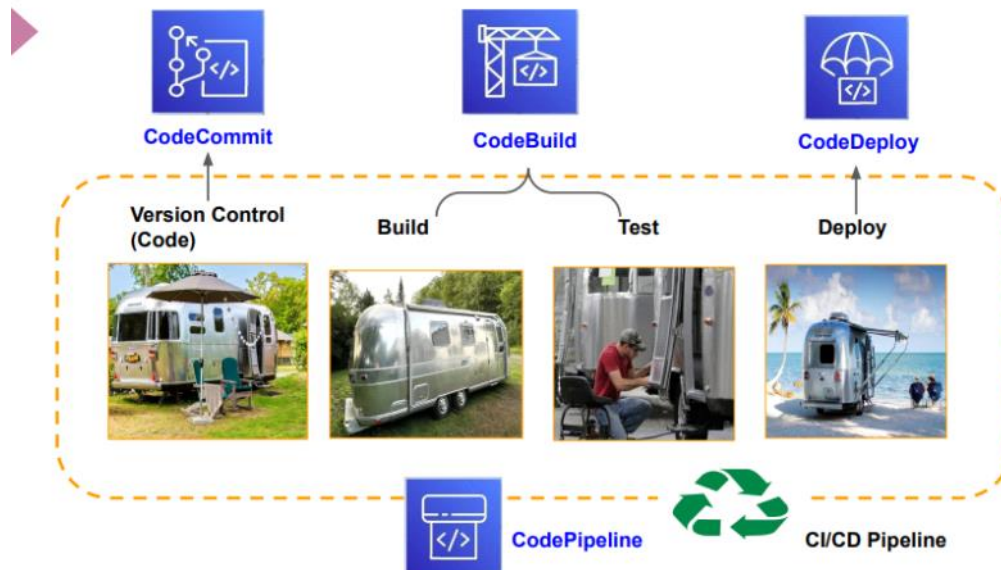 CodeCommit
CodeBuild
CodeDeploy
Version Control
(Code)
Build
Test
Deploy
CodePipeline
CI/CD Pipeline